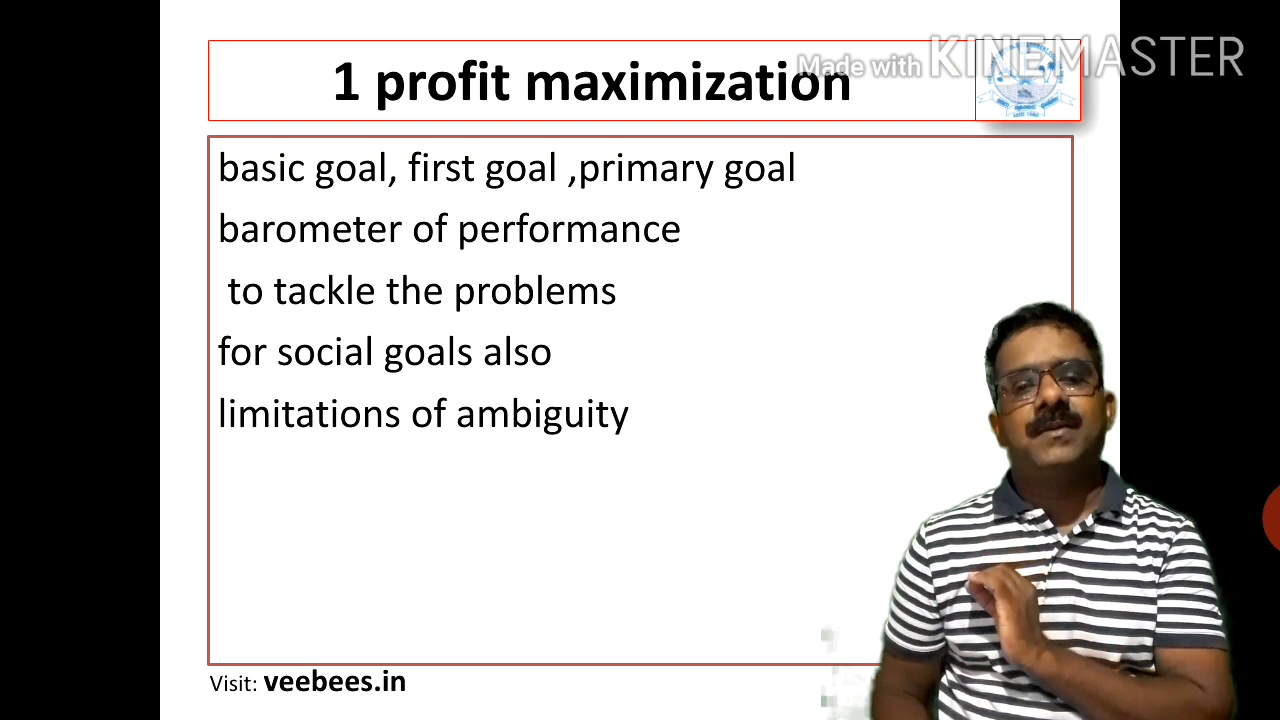 1 profit maximization
Made with KINEMASTER
basic goal, first goal ,primary goal
barometer of performance
to tackle the problems
for social goals also
limitations of ambiguity
Visit: veebees.in